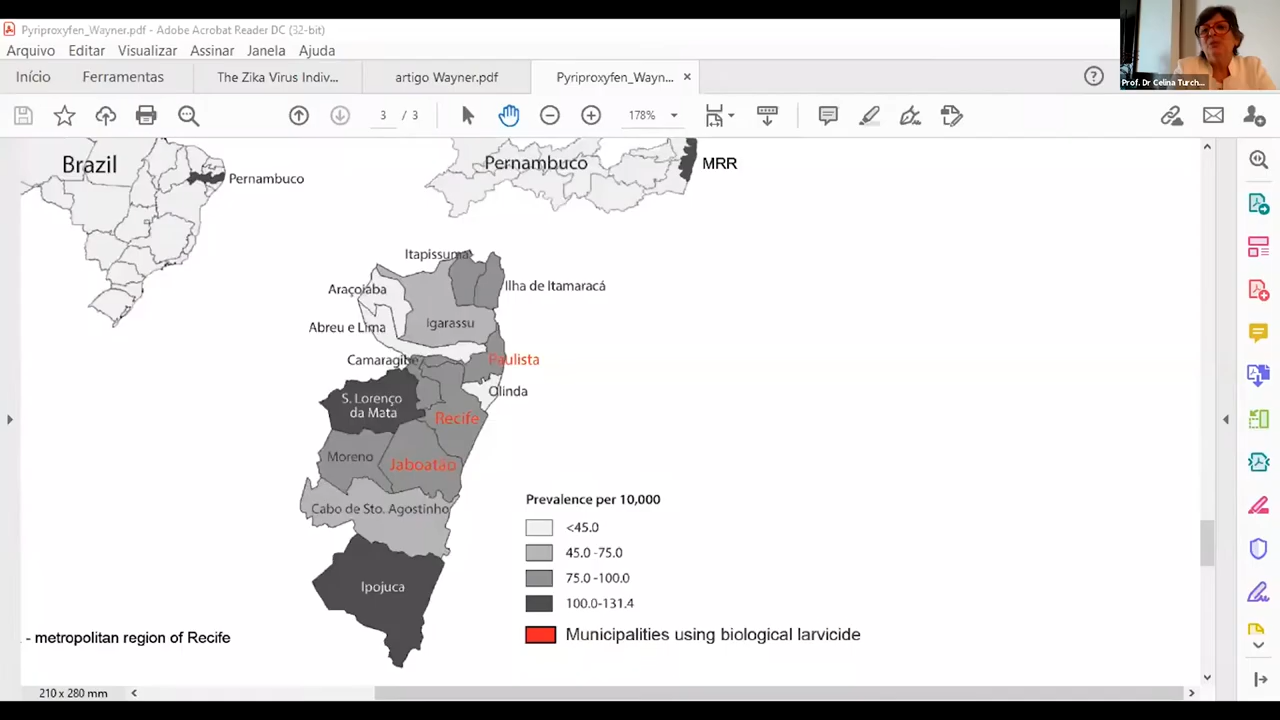 Pyriproxyfen_Wayner.pdf - Adobe Acrobat Reader DC (32-bit)
Arquivo Editar Visualizar Assinar Janela Ajuda
Início Ferramentas The Zika Virus Indiv... artigo Wayner.pdf Pyriproxyfen_Wayn... ×
3 / 3 178%
Prof. Dr Celina Turch...
Brazil
Pernambuco
Pernambuco
MRR
Itapissuma
Ilha de Itamaracá
Araçoiaba
Igarassu
Abreu e Lima
Camaragibe
Paulista
Olinda
S. Lorenço
da Mata
Recife
Moreno
Jaboatao
Cabo de Sto. Agostinho
Ipojuca
Prevalence per 10,000
<45.0
45.0 -75.0
75.0 -100.0
100.0-131.4
Municipalities using biological larvicide
- metropolitan region of Recife
210 x 280 mm